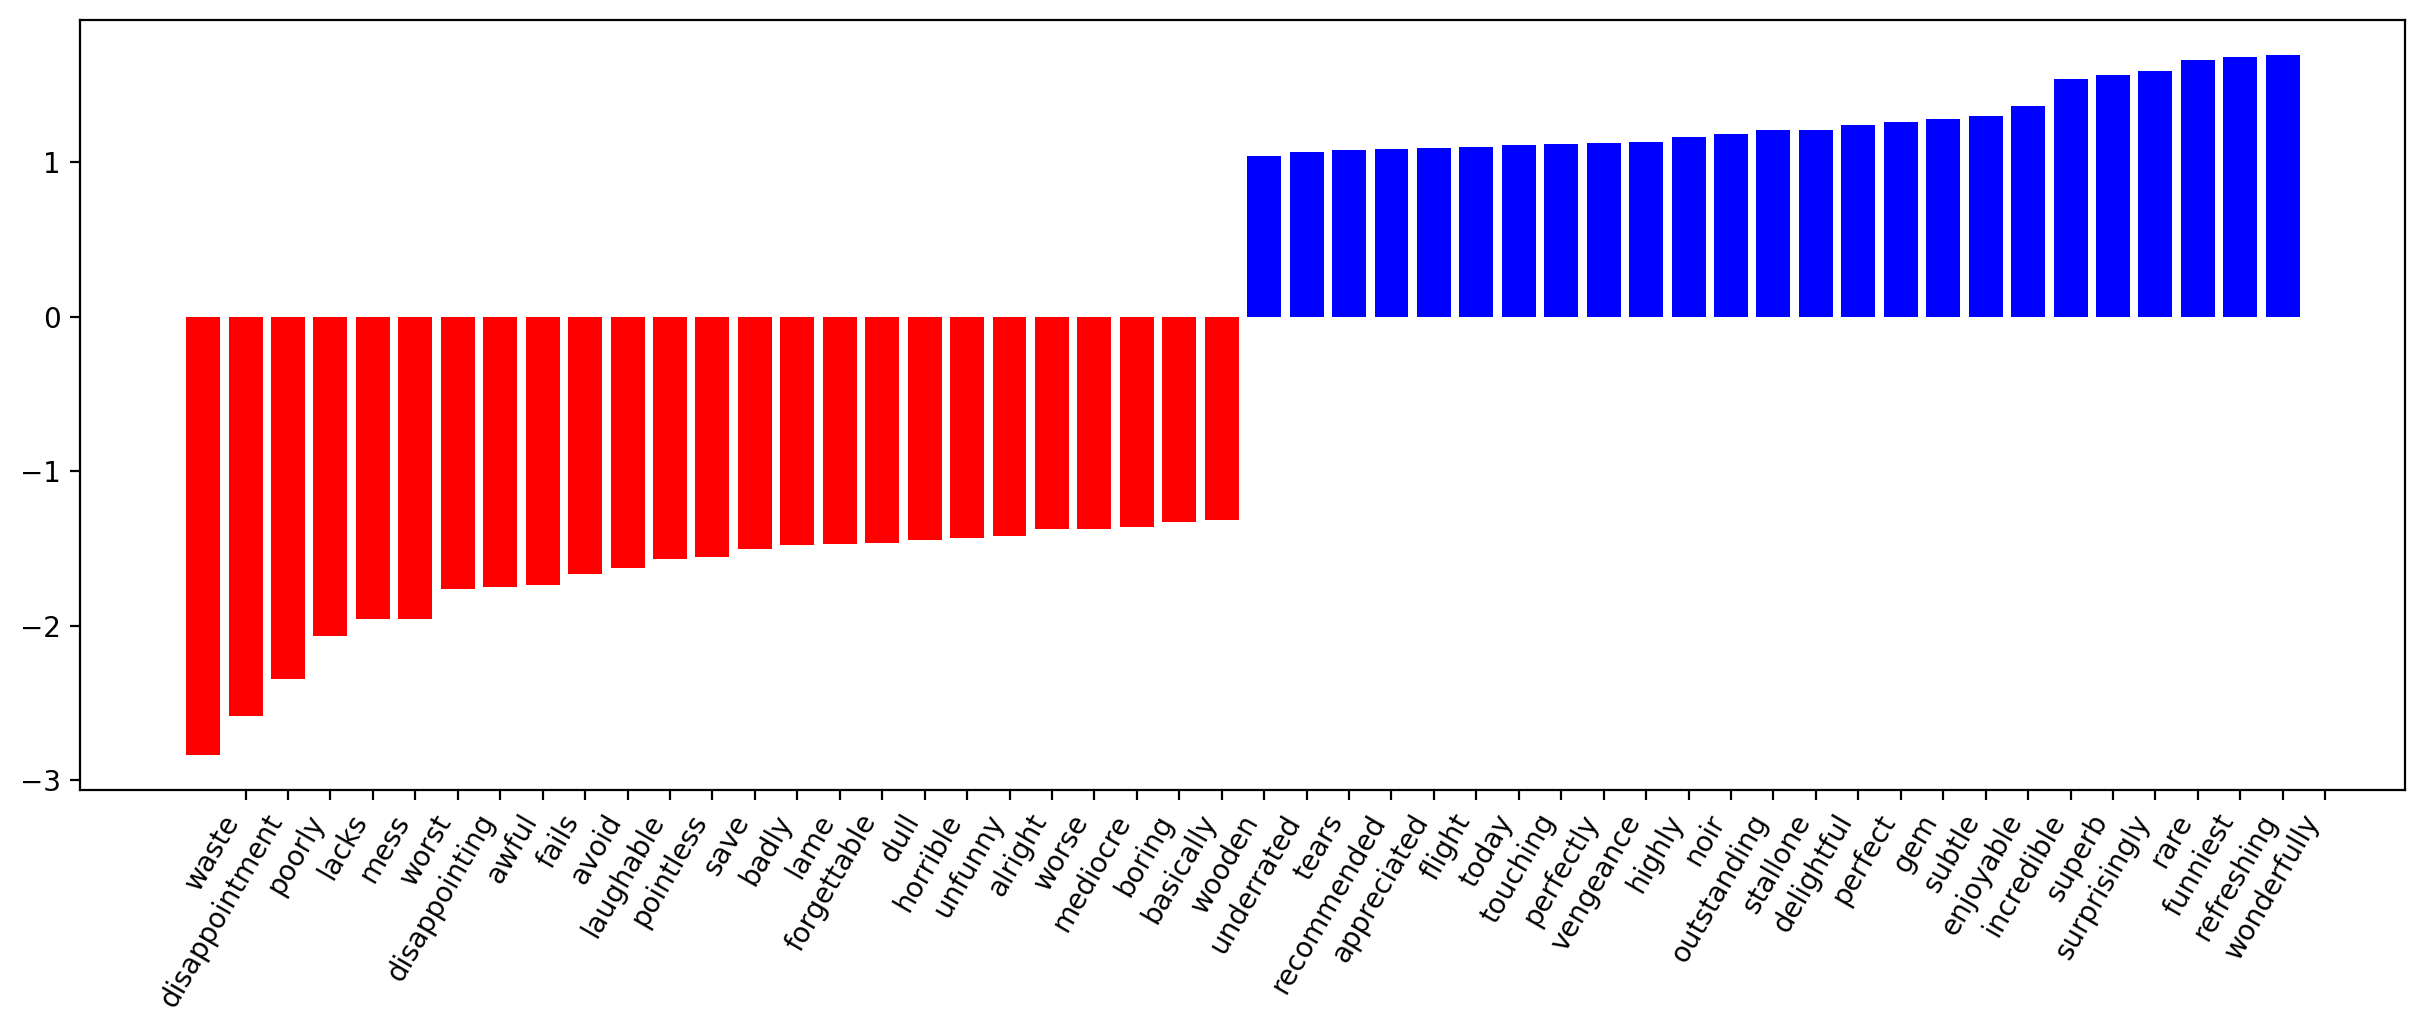 1
0
−1
−2
−3
waste
disappointment
poorly
lacks
mess
worst
disappointing
awful
fails
avoid
laughable
pointless
save
badly
lame
forgettable
dull
horrible
unfunny
alright
worse
mediocre
boring
basically
wooden
underrated
tears
recommended
appreciated
flight
today
touching
perfectly
vengeance
highly
noir
outstanding
stallone
delightful
perfect
gem
subtle
enjoyable
incredible
superb
surprisingly
rare
funniest
refreshing
wonderfully